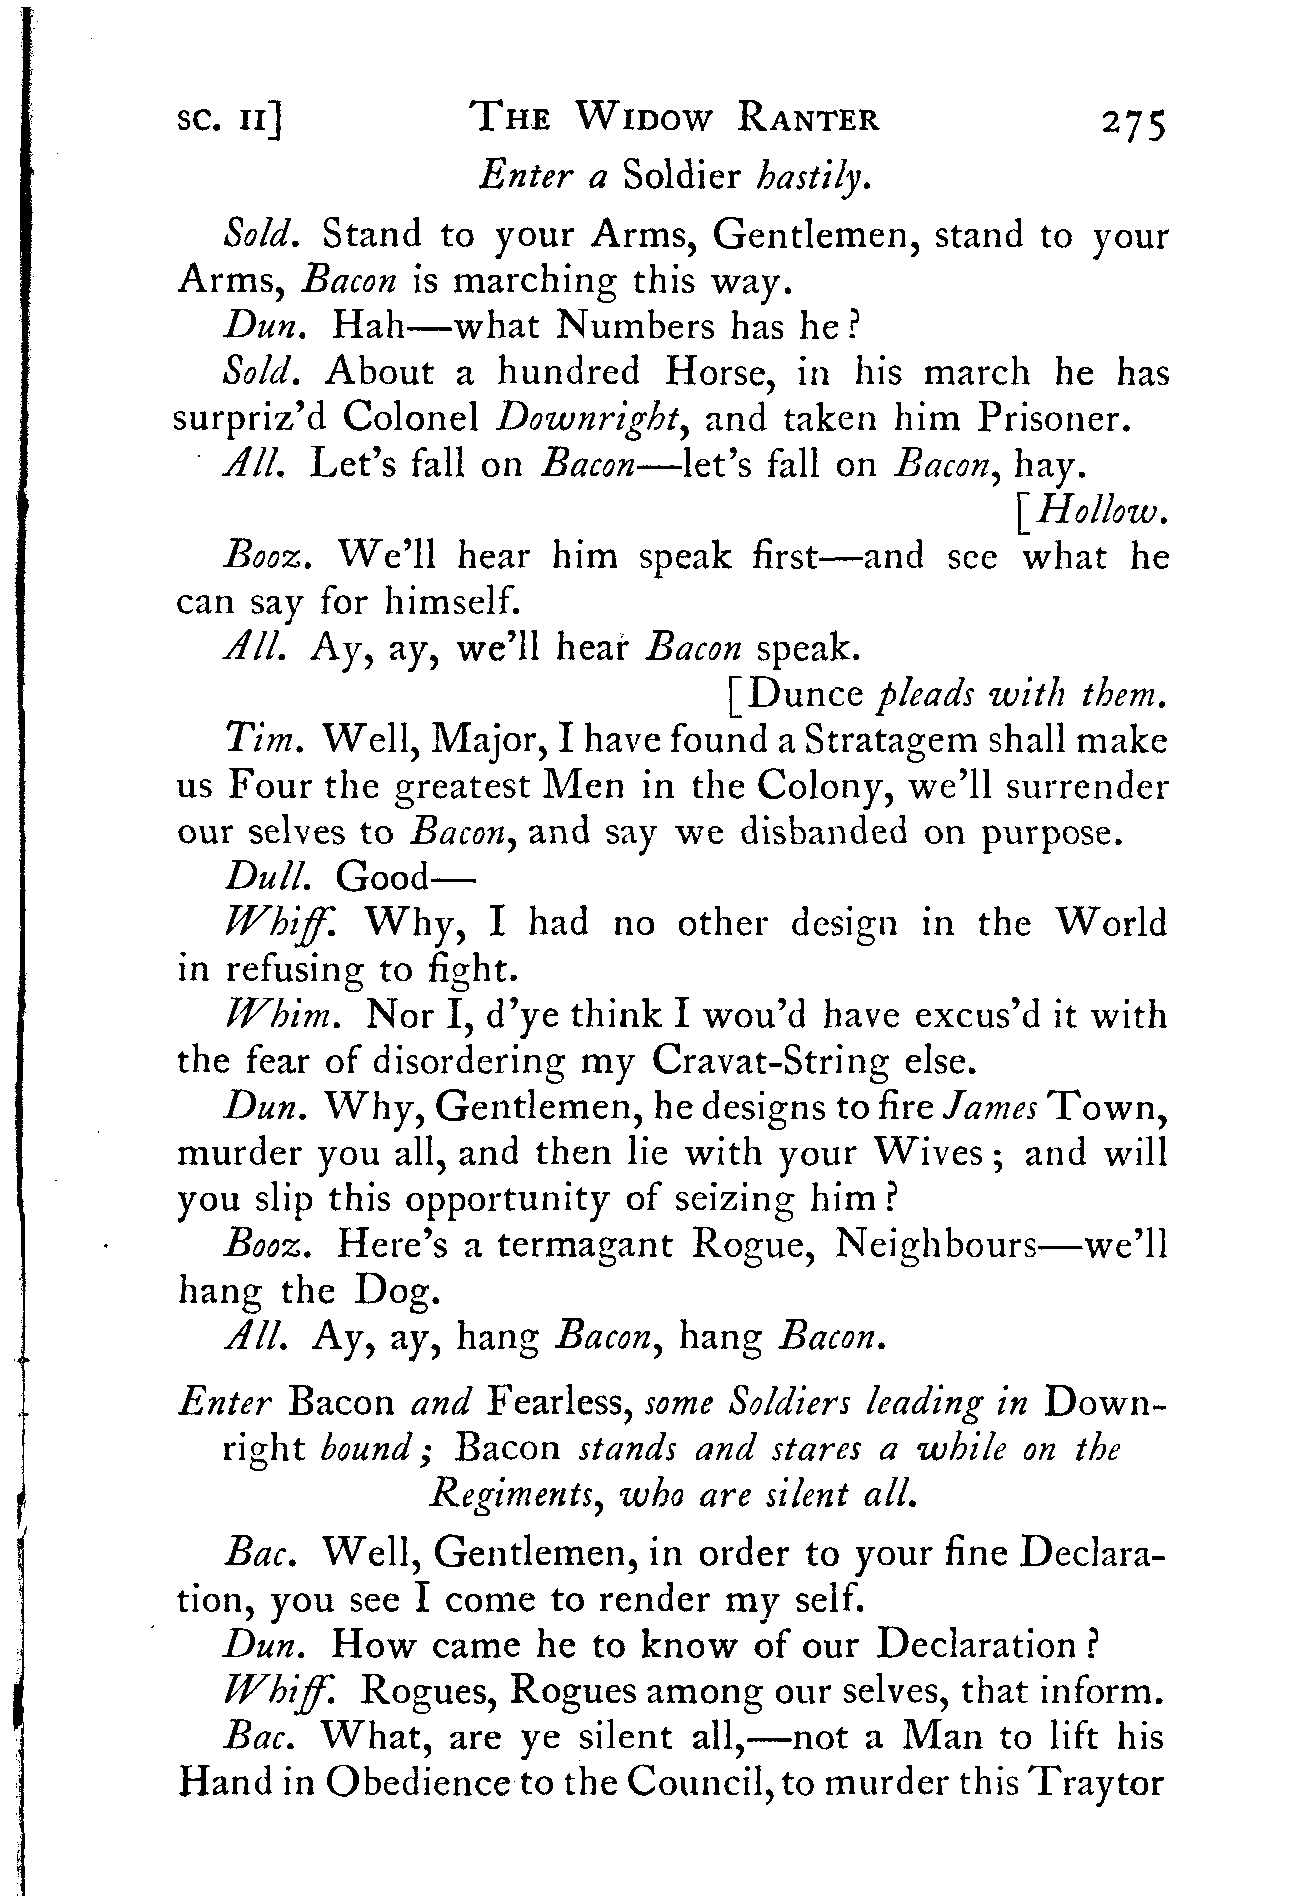 SC. II] THE WIDOW RANTER 275
Enter a Soldier hastily.
Sold. Stand to your Arms, Gentlemen, stand to your
Arms, Bacon is marching this way.
Dun. Hah—what Numbers has he?
Sold. About a hundred Horse, in his march he has
surpriz'd Colonel Downright, and taken him Prisoner.
All. Let's fall on Bacon—let's fall on Bacon, hay.
[Hollow.
Booz. We'll hear him speak first—and see what he
can say for himself.
All. Ay, ay, we'll hear Bacon speak.
[Dunce pleads with them.
Tim. Well, Major, I have found a Stratagem shall make
us Four the greatest Men in the Colony, we'll surrender
our selves to Bacon, and say we disbanded on purpose.
Dull. Good—
Whiff. Why, I had no other design in the World
in refusing to fight.
Whim. Nor I, d'ye think I wou'd have excus'd it with
the fear of disordering my Cravat-String else.
Dun. Why, Gentlemen, he designs to fire James Town,
murder you all, and then lie with your Wives; and will
you slip this opportunity of seizing him?
Booz. Here's a termagant Rogue, Neighbours—we'll
hang the Dog.
All. Ay, ay, hang Bacon, hang Bacon.
Enter Bacon and Fearless, some Soldiers leading in Down-
right bound; Bacon stands and stares a while on the
Regiments, who are silent all.
Bac. Well, Gentlemen, in order to your fine Declara-
tion, you see I come to render my self.
Dun. How came he to know of our Declaration?
Whiff. Rogues, Rogues among our selves, that inform.
Bac. What, are ye silent all,—not a Man to lift his
Hand in Obedience to the Council, to murder this Traytor